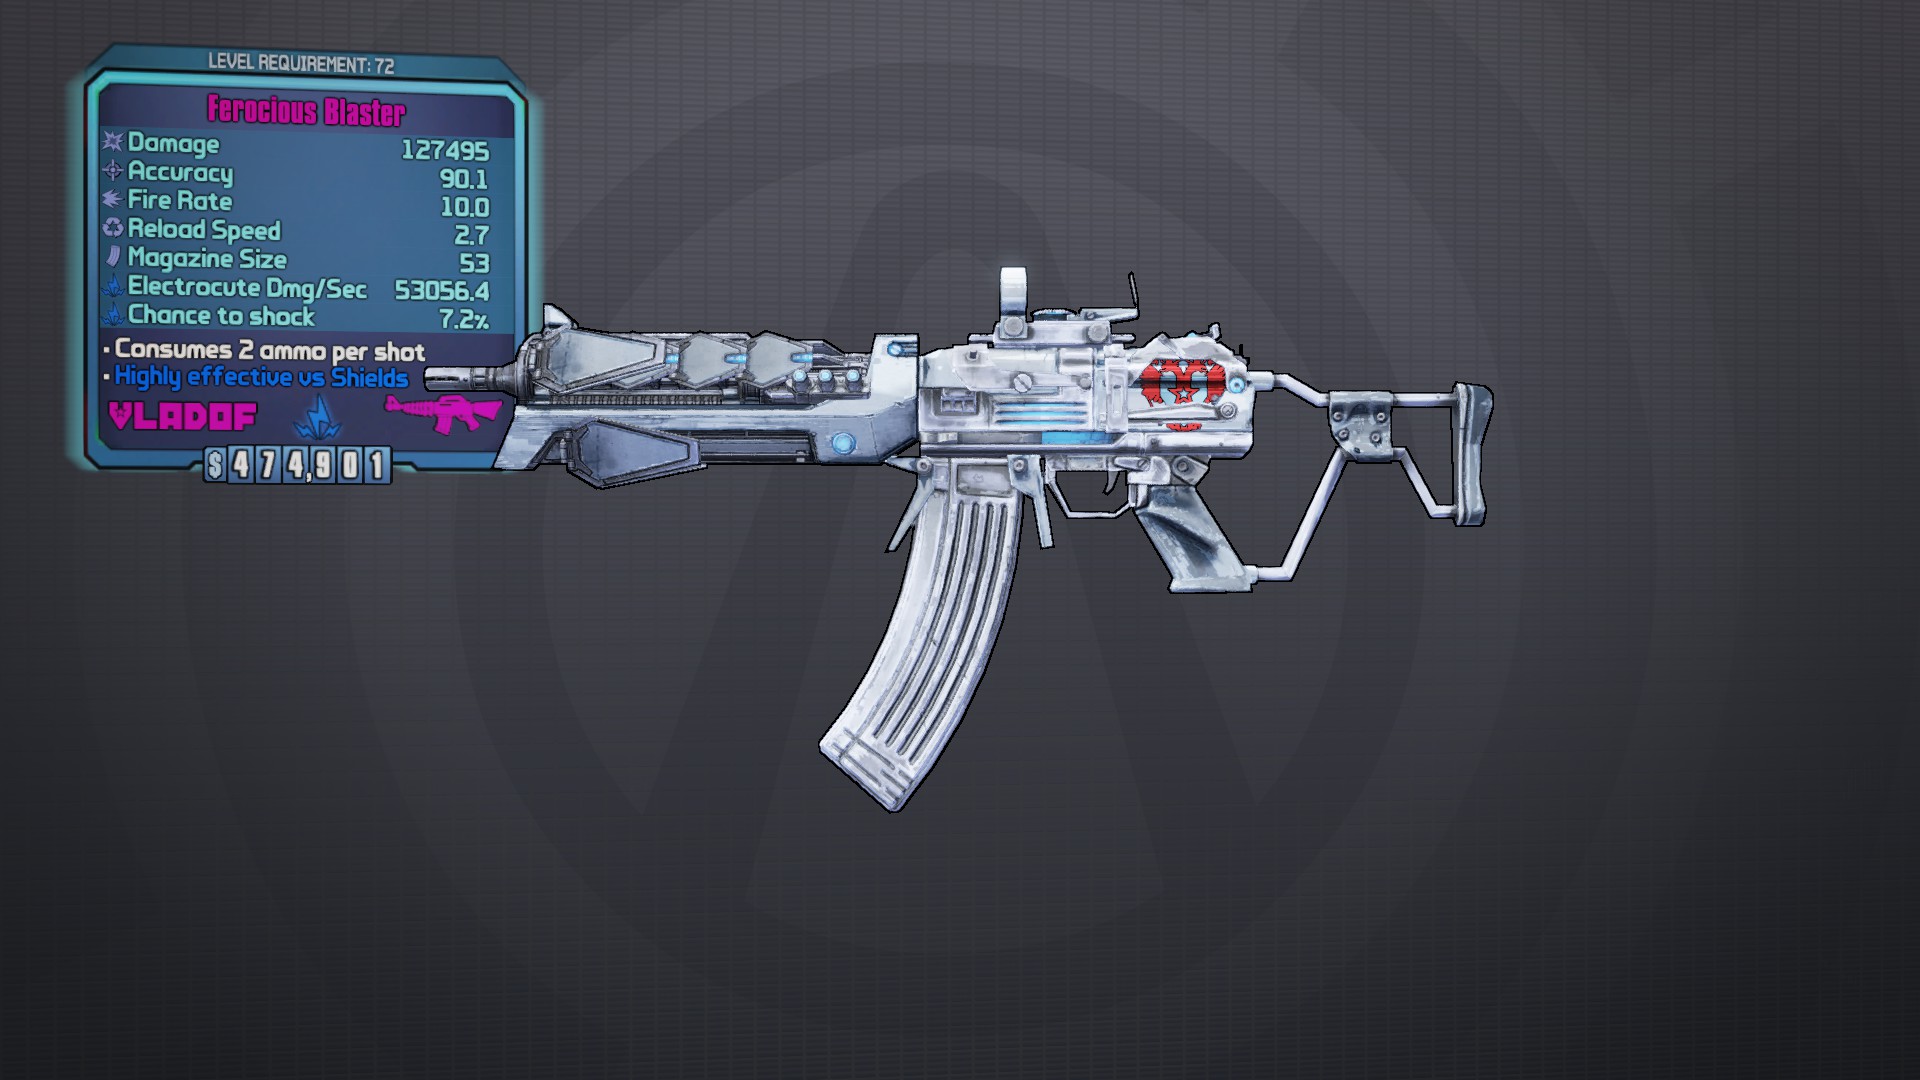 LEVEL REQUIREMENT: 72
Ferocious Blaster
Damage 127495
Accuracy 90.1
Fire Rate 10.0
Reload Speed 2.7
Magazine Size 53
Electrocute Dmg/Sec 53056.4
Chance to shock 7.2%
· Consumes 2 ammo per shot
· Highly effective vs Shields
VLADOF
$474,901